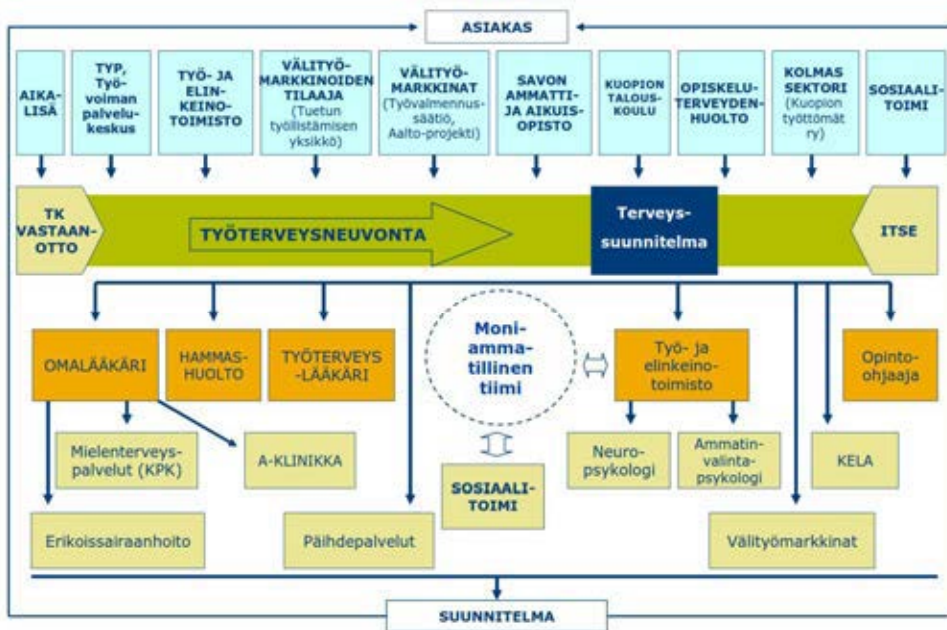 ASIAKAS
AIKA-
LISÄ
TYP,
Työ-
voiman
palvelu-
keskus
TYÖ- JA
ELIN-
KEINO-
TOIMISTO
VÄLITYÖ-
MARKKINOIDEN
TILAAJA
(Tuetun
työllistämisen
yksikkö)
VÄLITYÖ-
MARKKINAT
(Työvalmennus-
säätiö,
Aalto-projekti)
SAVON
AMMATTI-
JA AIKUIS-
OPISTO
KUOPION
TALOUS-
KOULU
OPISKELU-
TERVEYDEN-
HUOLTO
KOLMAS
SEKTORI
(Kuopion
työttömät
ry)
SOSIAALI-
TOIMI
TK
VASTAAN-
OTTO
TYÖTERVEYSNEUVONTA
Terveys-
suunnitelma
ITSE
OMALÄÄKÄRI
HAMMAS-
HUOLTO
TYÖTERVEYS
-LÄÄKÄRI
Moni-
amma-
tillinen
tiimi
Työ- ja
elinkeino-
toimisto
Opinto-
ohjaaja
Mielenterveys-
palvelut (KPK)
A-KLINIKKA
SOSIAALI-
TOIMI
Neuro-
psykologi
Ammatin-
valinta-
psykologi
KELA
Erikoissairaanhoito
Päihdepalvelut
Välityömarkkinat
SUUNNITELMA